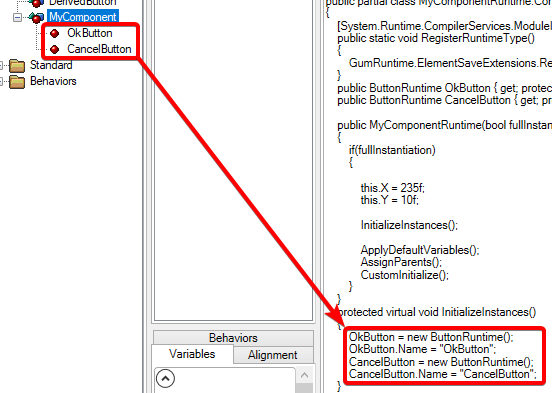 DerivedButton
MyComponent
OkButton
CancelButton
Standard
Behaviors
Behaviors
Variables
Alignment
public partial class MyComponentRuntime.Con
{
[System.Runtime.CompilerServices.ModuleI
public static void RegisterRuntimeType()
{
GumRuntime.ElementSaveExtensions.Re
}
public ButtonRuntime OkButton { get; protec
public ButtonRuntime CancelButton { get; pr
public MyComponentRuntime(bool fullInstan
{
if(fullInstantiation)
{
this.X = 235f;
this.Y = 10f;
InitializeInstances();
ApplyDefaultVariables();
AssignParents();
CustomInitialize();
}
}
protected virtual void InitializeInstances()
{
OkButton = new ButtonRuntime();
OkButton.Name = "OkButton";
CancelButton = new ButtonRuntime();
CancelButton.Name = "CancelButton";
}